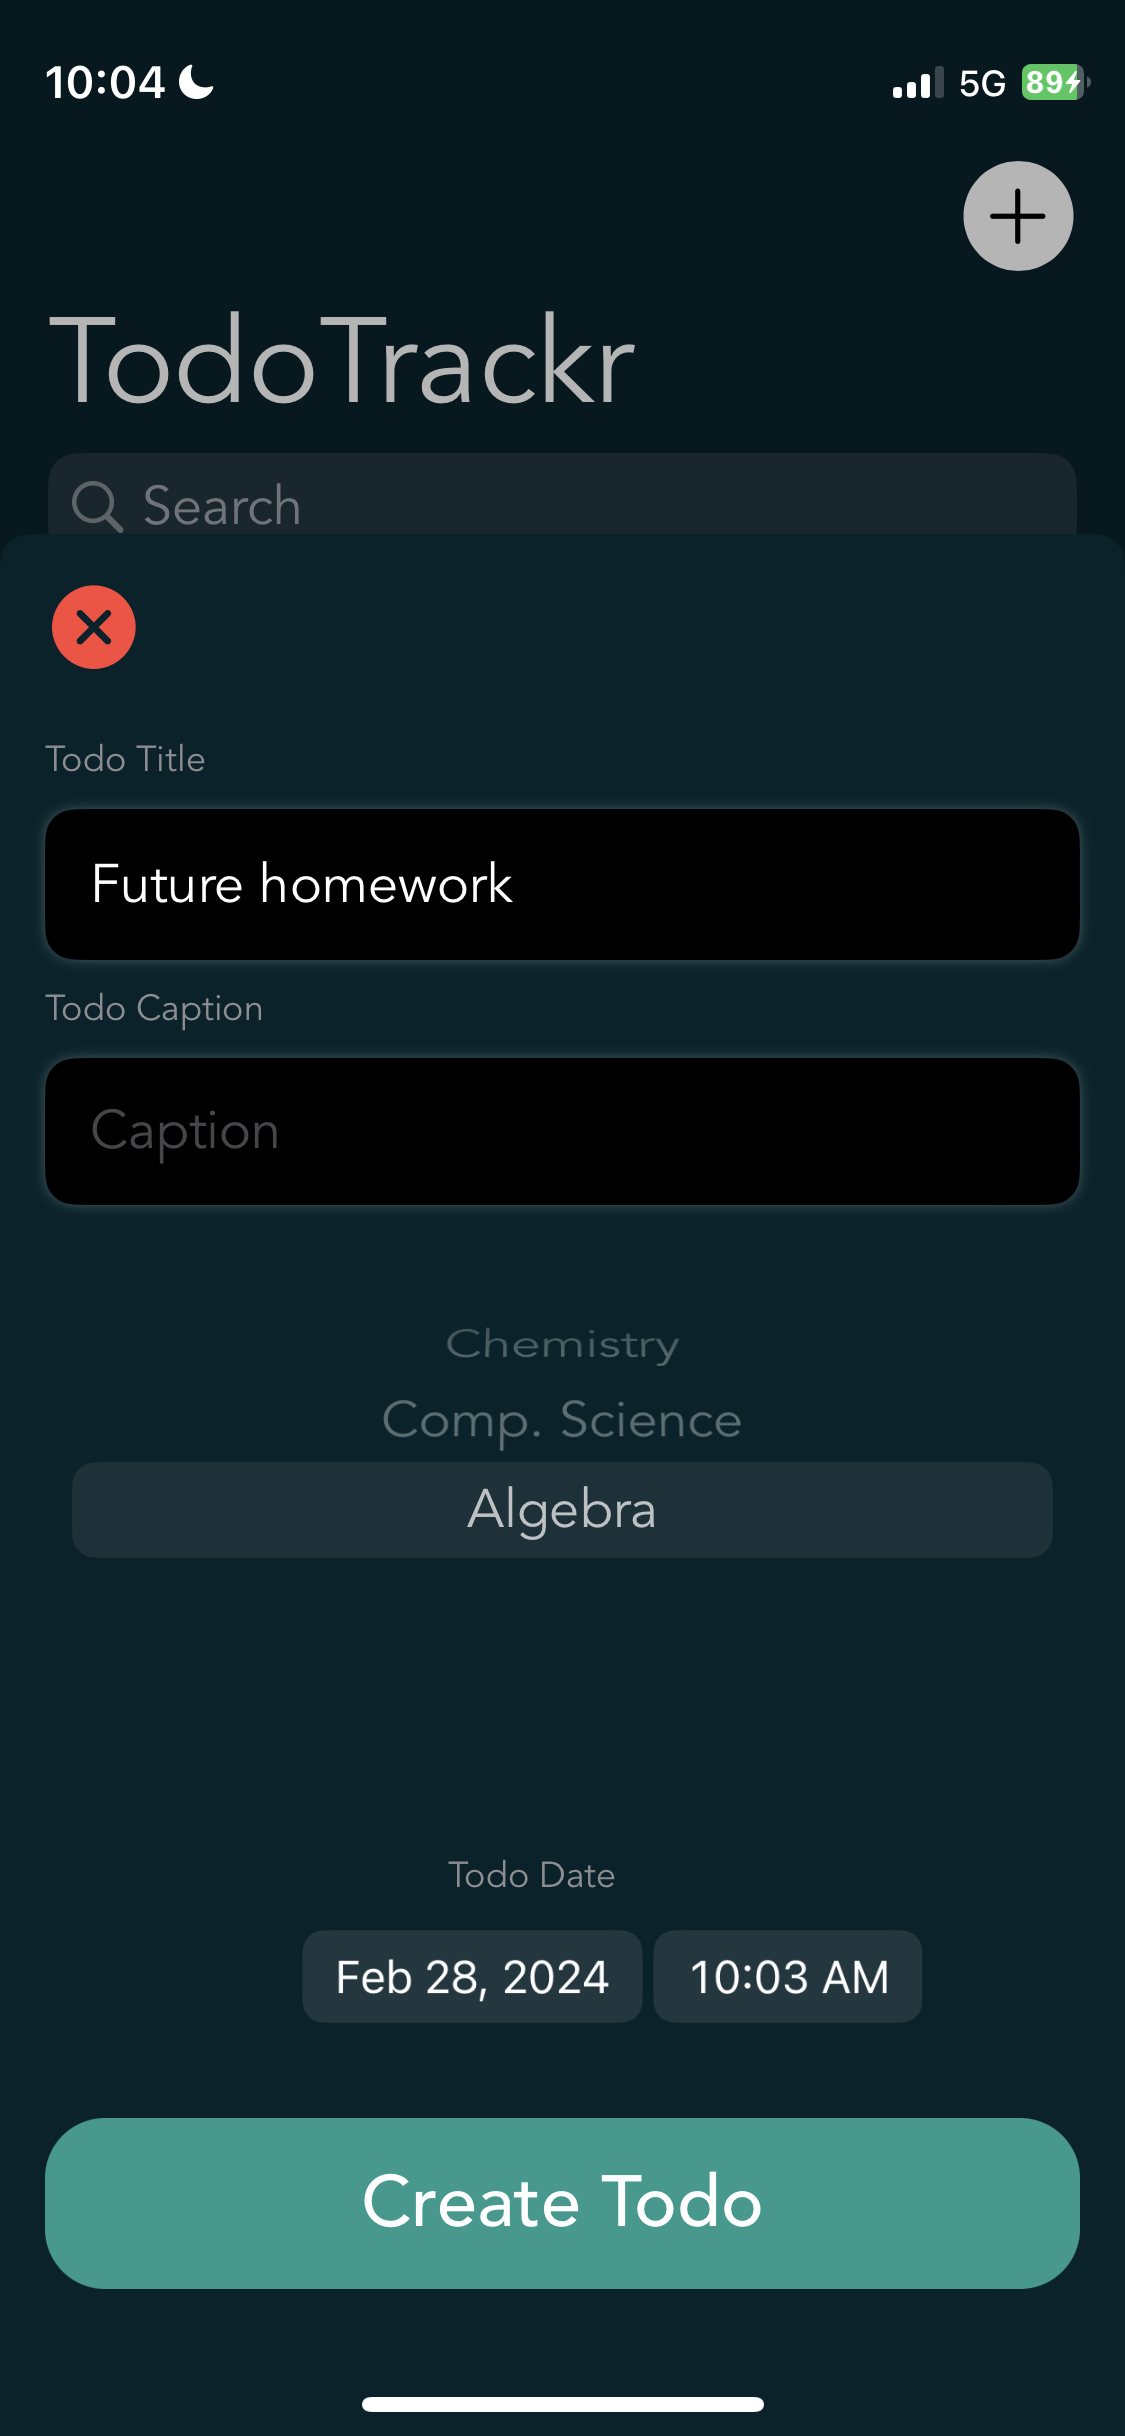 10:04
5G 89
TodoTrackr
Search
Todo Title
Future homework
Todo Caption
Caption
Chemistry
Comp. Science
Algebra
Todo Date
Feb 28, 2024 10:03 AM
Create Todo